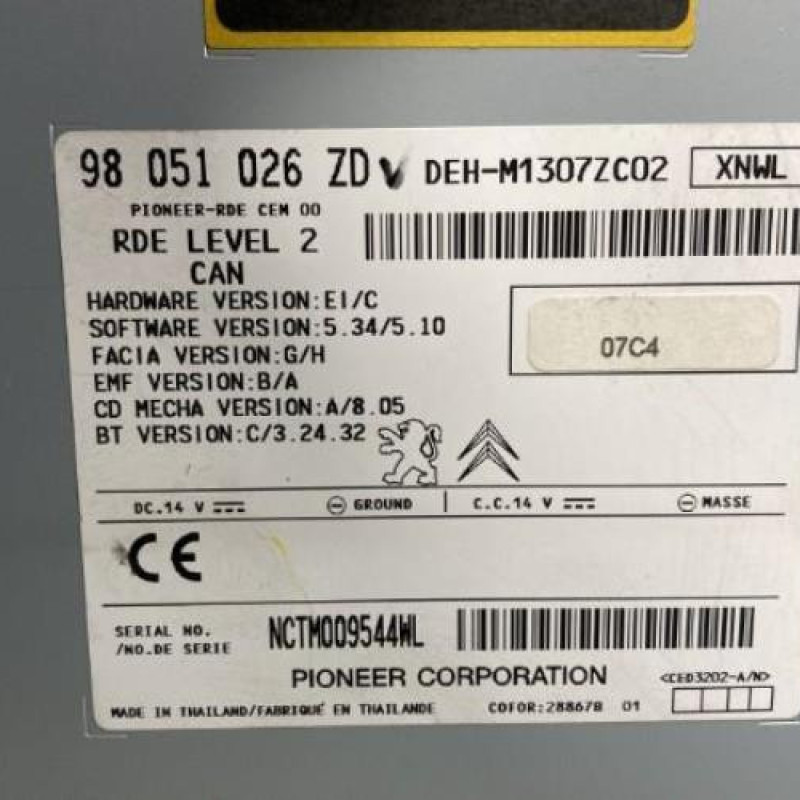 98 051 026 ZD V DEH-M1307ZC02 XNWL
PIONEER-RDE CEM 00
RDE LEVEL 2
CAN
HARDWARE VERSION:EI/C
SOFTWARE VERSION:5.34/5.10
07C4
FACIA VERSION:G/H
EMF VERSION:B/A
CD MECHA VERSION:A/8.05
BT VERSION:C/3.24.32
DC.14 V GROUND C.C.14 V MASSE
CE
SERIAL NO.
/NO.DE SERIE NCTM009544WL
PIONEER CORPORATION <CED3202-A/N>
MADE IN THAILAND/FABRIQUÉ EN THAILANDE COFOR:28867B 01